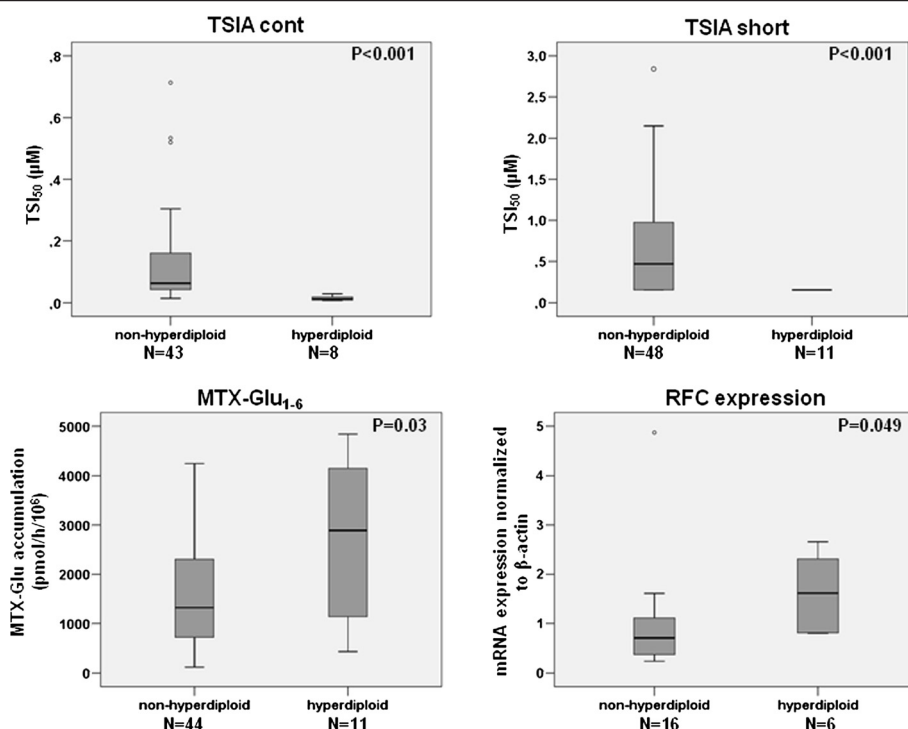 TSIA cont
P<0.001
TSI50 (µM)
,8
,6
,4
,2
,0
non-hyperdiploid
N=43
hyperdiploid
N=8
TSIA short
P<0.001
TSI50 (µM)
3,0
2,5
2,0
1,5
1,0
,5
,0
non-hyperdiploid
N=48
hyperdiploid
N=11
MTX-Glu1-6
P=0.03
MTX-Glu accumulation
(pmol/h/10⁶)
5000
4000
3000
2000
1000
0
non-hyperdiploid
N=44
hyperdiploid
N=11
RFC expression
P=0.049
mRNA expression normalized
to β-actin
5
4
3
2
1
0
non-hyperdiploid
N=16
hyperdiploid
N=6